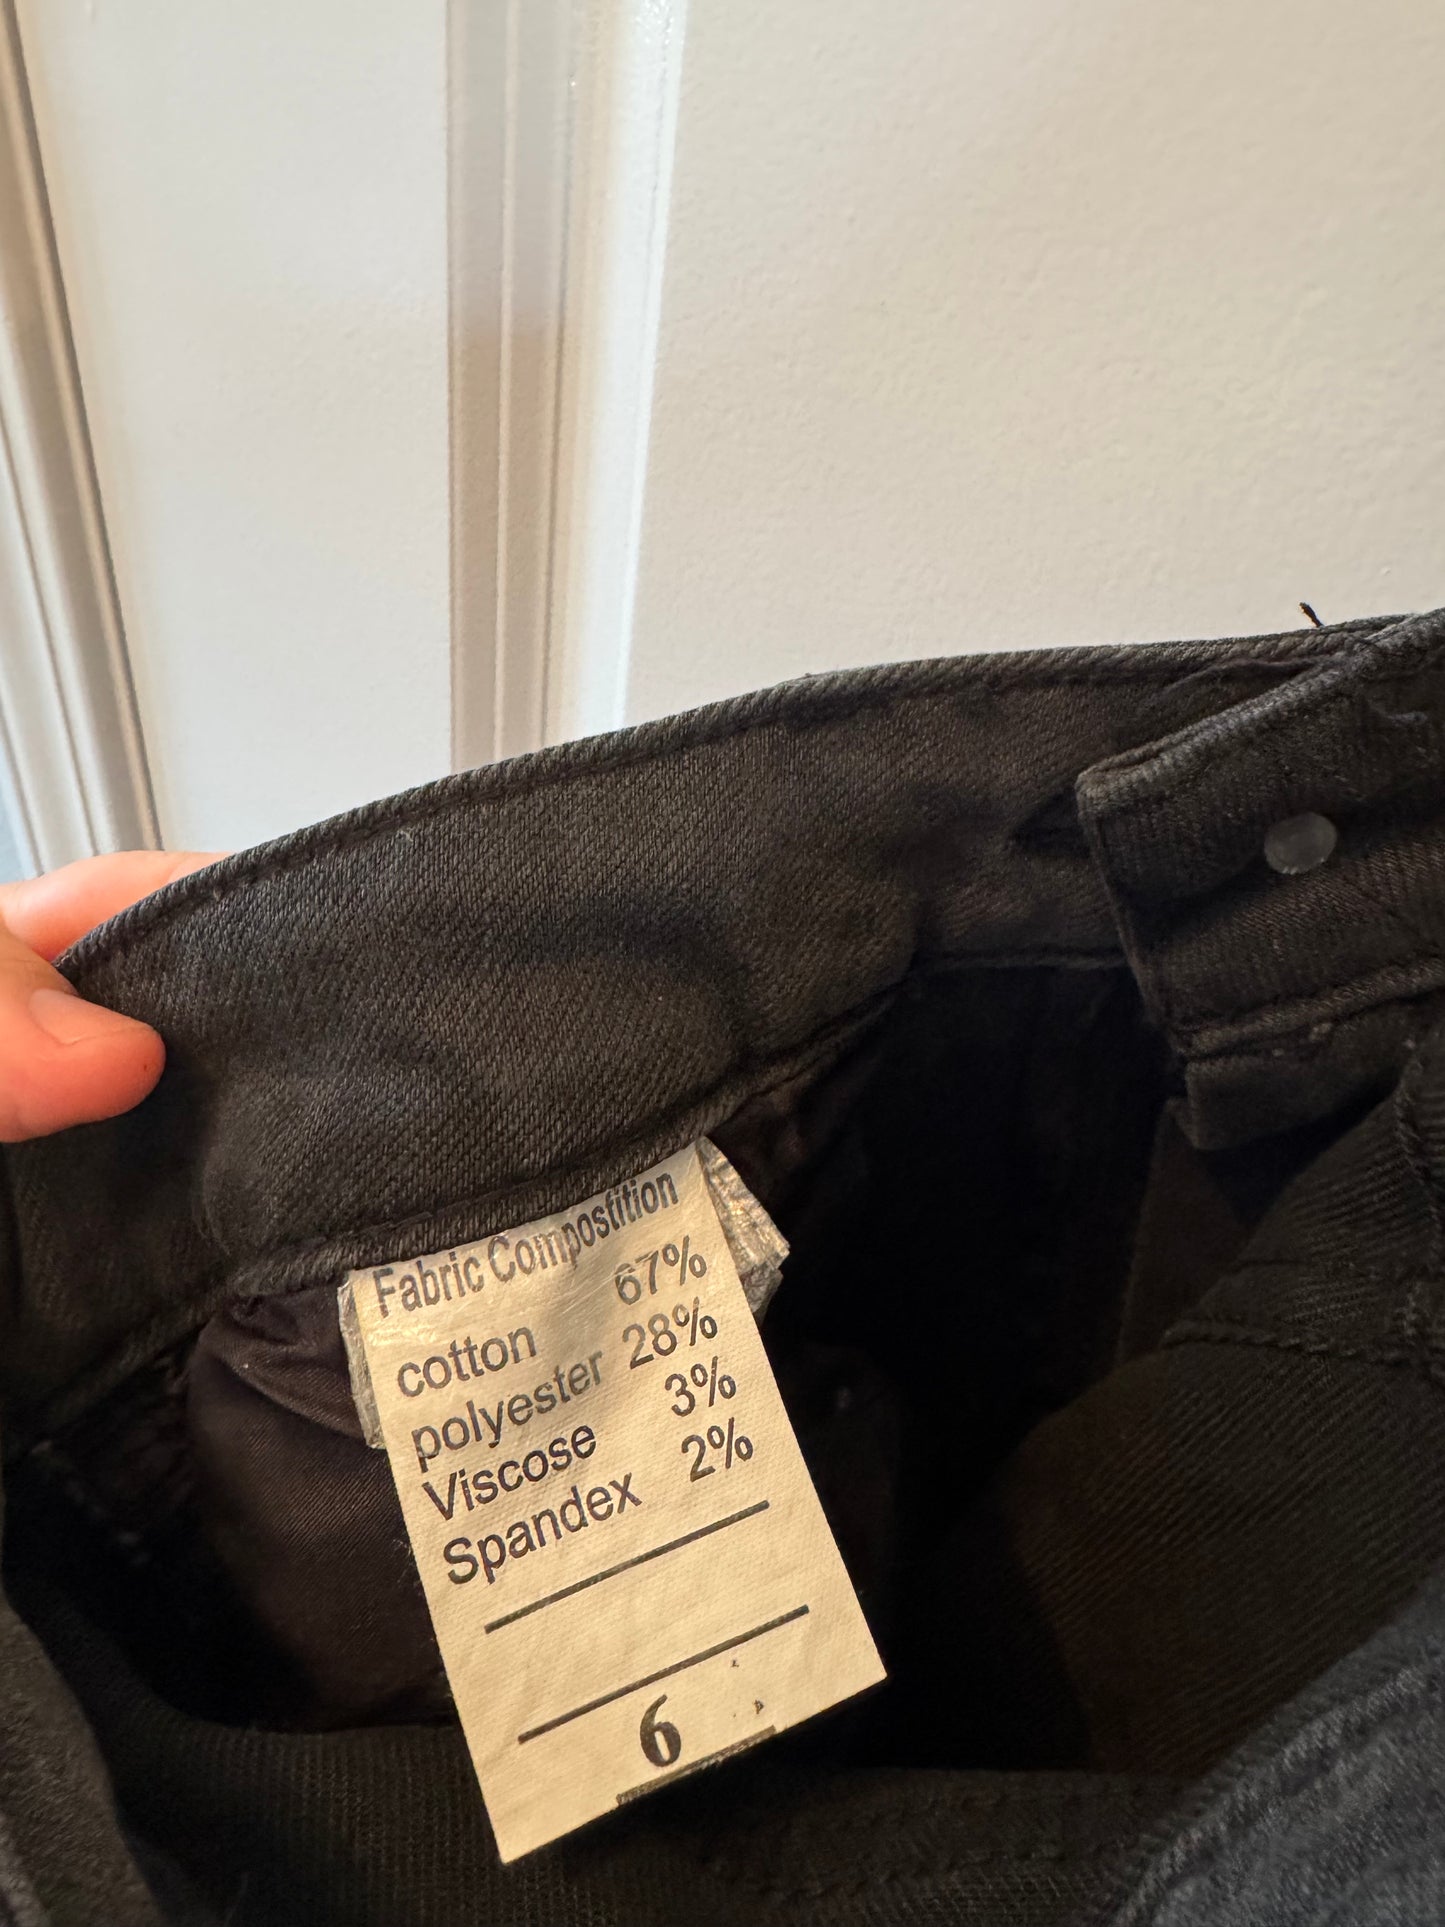 Fabric Compostition
cotton 67%
polyester 28%
Viscose 3%
Spandex 2%
6